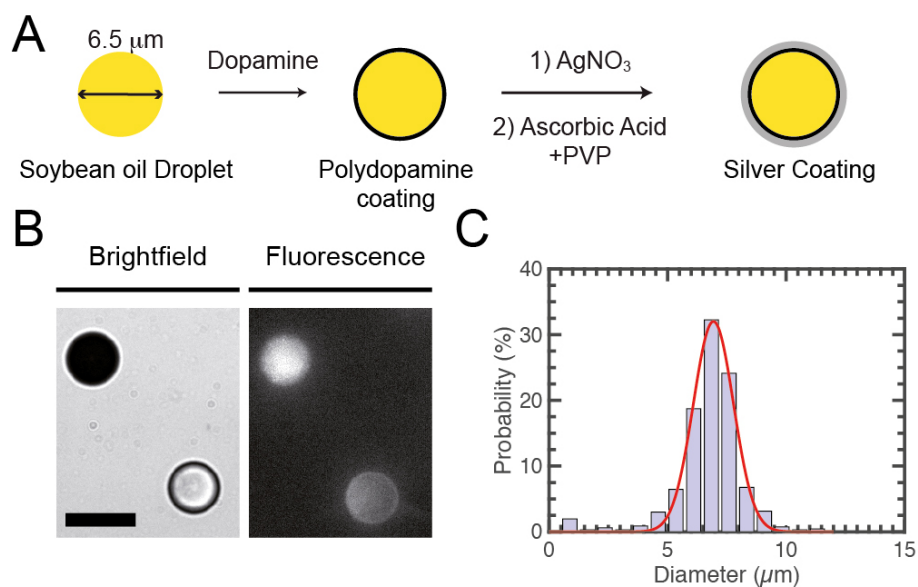 A
6.5 μm
Dopamine
1) AgNO₃
2) Ascorbic Acid
+PVP
Soybean oil Droplet
Polydopamine
coating
Silver Coating
B
Brightfield
Fluorescence
C
Probability (%)
40
30
20
10
0
0
5
10
15
Diameter (μm)